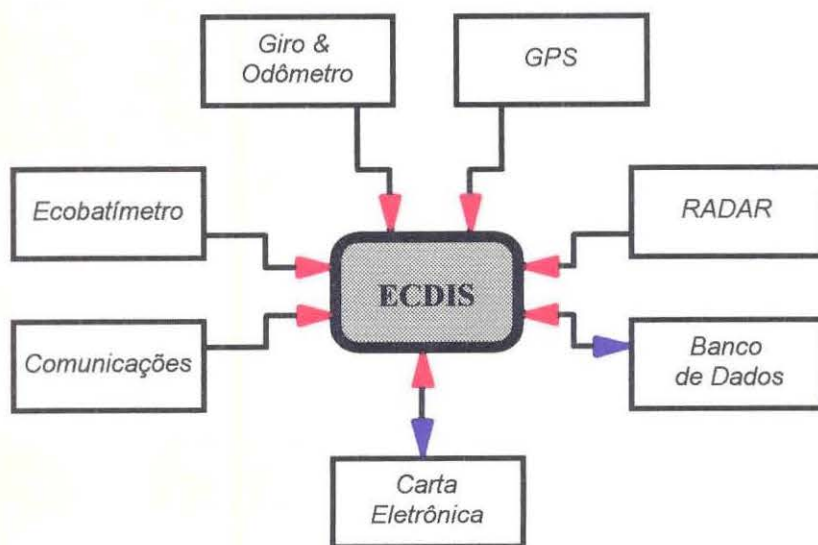 Giro &
Odômetro
GPS
Ecobatímetro
RADAR
ECDIS
Comunicações
Banco
de Dados
Carta
Eletrônica